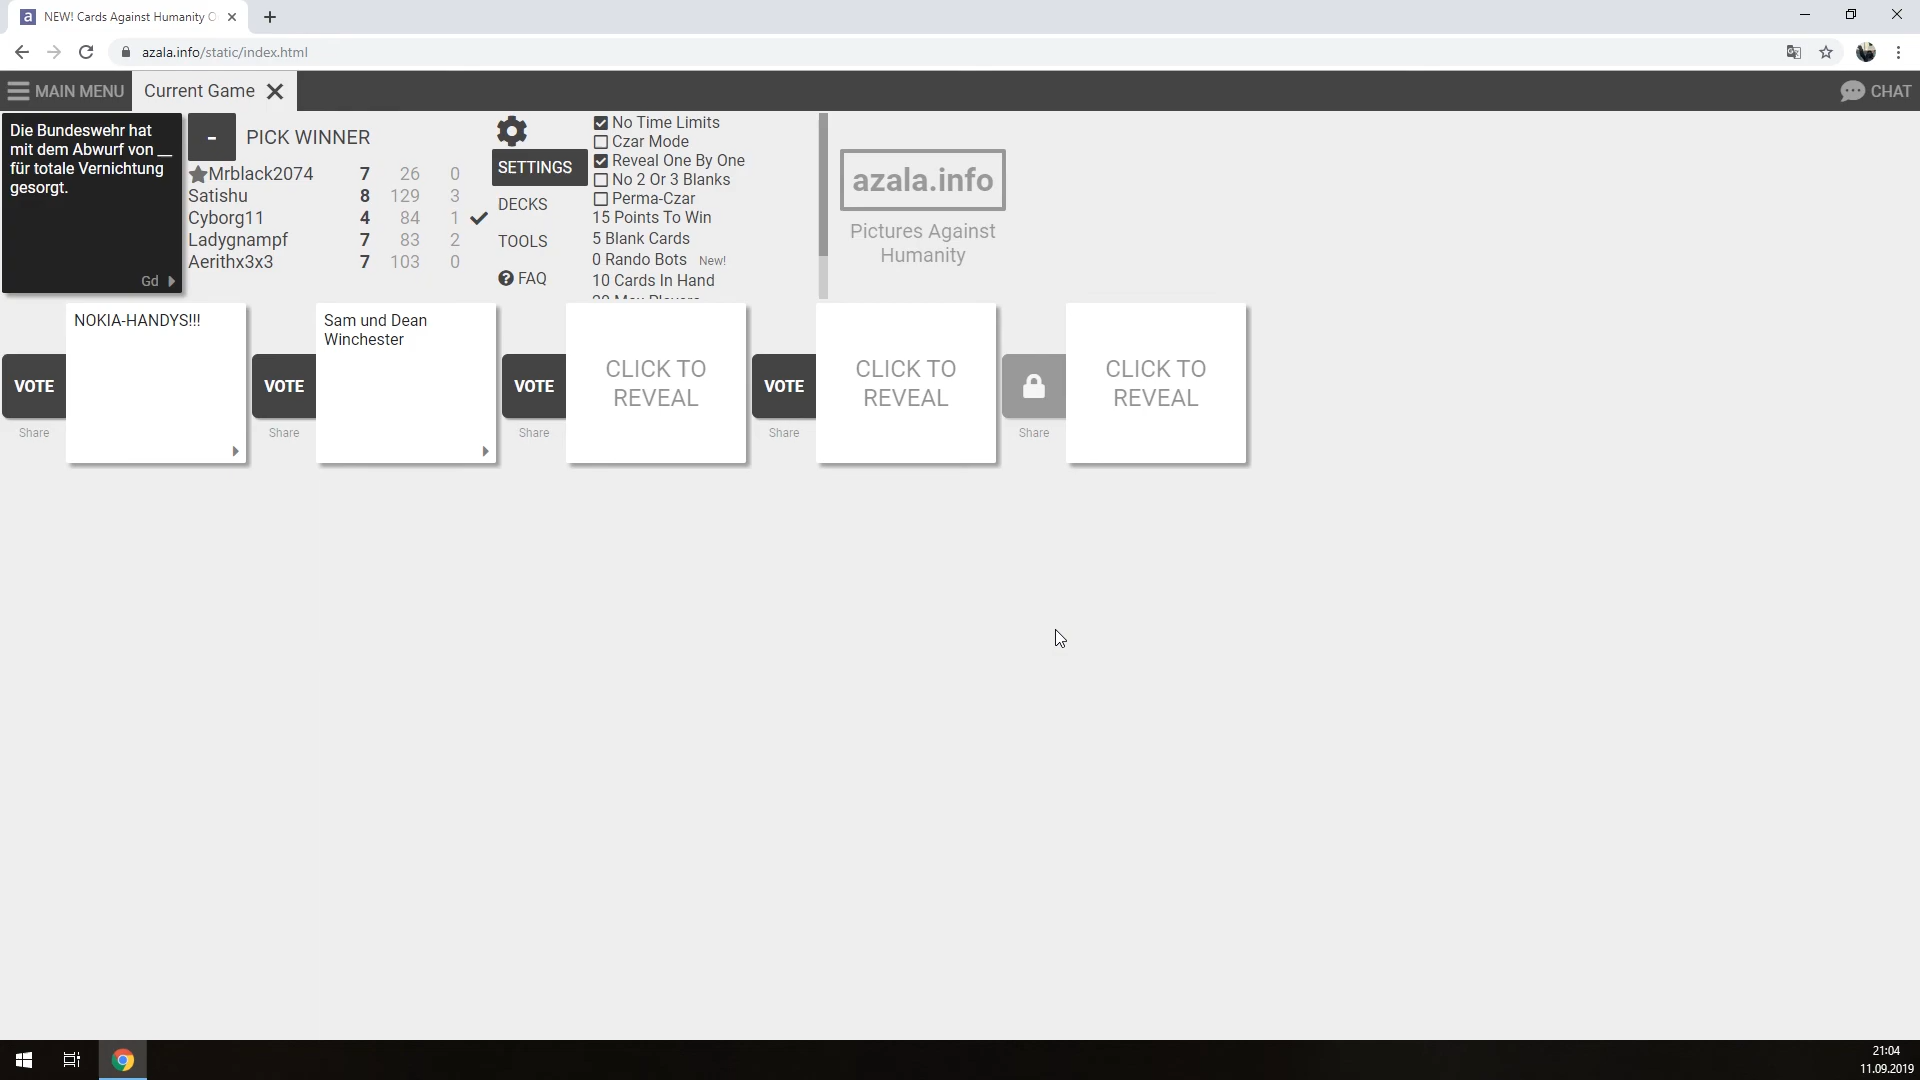 NEW! Cards Against Humanity O
azala.info/static/index.html
MAIN MENU
Current Game
CHAT
Die Bundeswehr hat
mit dem Abwurf von __
für totale Vernichtung
gesorgt.
Gd
-
PICK WINNER
Mrblack2074 7 26 0
Satishu 8 129 3
Cyborg11 4 84 1
Ladygnampf 7 83 2
Aerithx3x3 7 103 0
SETTINGS
DECKS
TOOLS
FAQ
No Time Limits
Czar Mode
Reveal One By One
No 2 Or 3 Blanks
Perma-Czar
15 Points To Win
5 Blank Cards
0 Rando Bots New!
10 Cards In Hand
20 Max Players
azala.info
Pictures Against
Humanity
VOTE
Share
NOKIA-HANDYS!!!
VOTE
Share
Sam und Dean
Winchester
VOTE
Share
CLICK TO
REVEAL
VOTE
Share
CLICK TO
REVEAL
Share
CLICK TO
REVEAL
21:04
11.09.2019